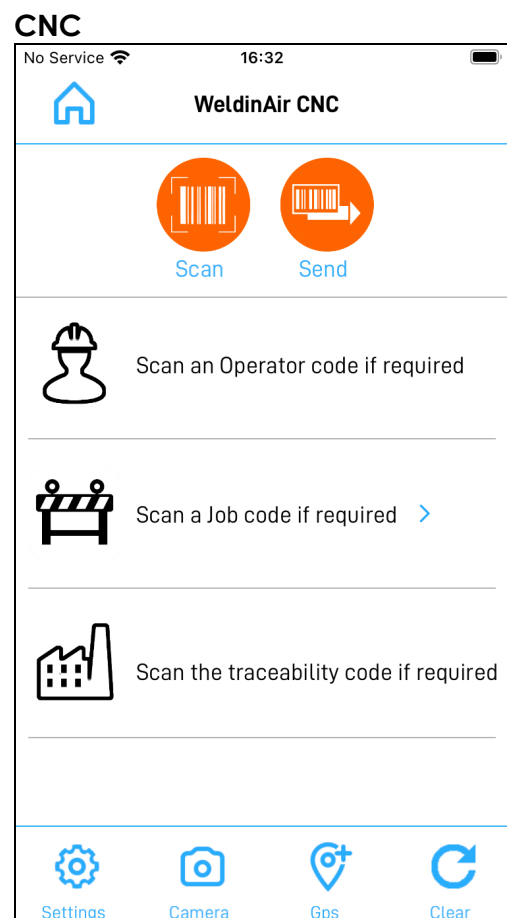 CNC
No Service 16:32
WeldinAir CNC
Scan Send
Scan an Operator code if required
Scan a Job code if required
Scan the traceability code if required
Settings Camera Gps Clear